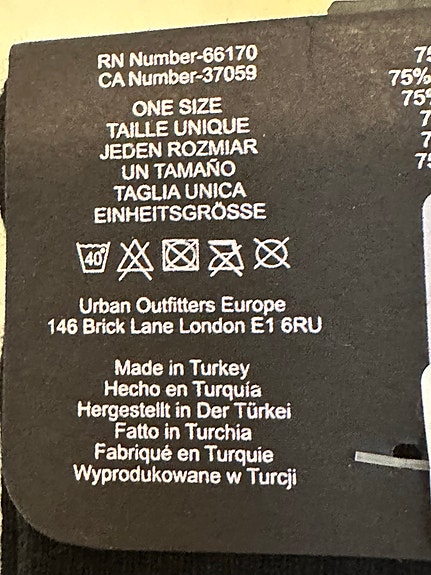 RN Number-66170
CA Number-37059
ONE SIZE
TAILLE UNIQUE
JEDEN ROZMIAR
UN TAMAÑO
TAGLIA UNICA
EINHEITSGRÖSSE
40°
Urban Outfitters Europe
146 Brick Lane London E1 6RU
Made in Turkey
Hecho en Turquía
Hergestellt in Der Türkei
Fatto in Turchia
Fabriqué en Turquie
Wyprodukowane w Turcji
75%